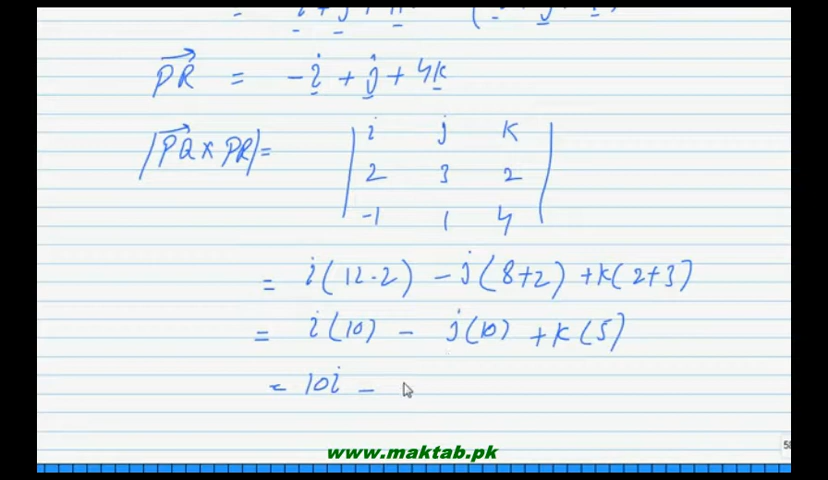 PR = -i + j + 4k
|PQ x PR| = | i j k
2 3 2
-1 1 4 |
= i(12-2) - j(8+2) + k(2+3)
= i(10) - j(10) + k(5)
= 10i -
www.maktab.pk